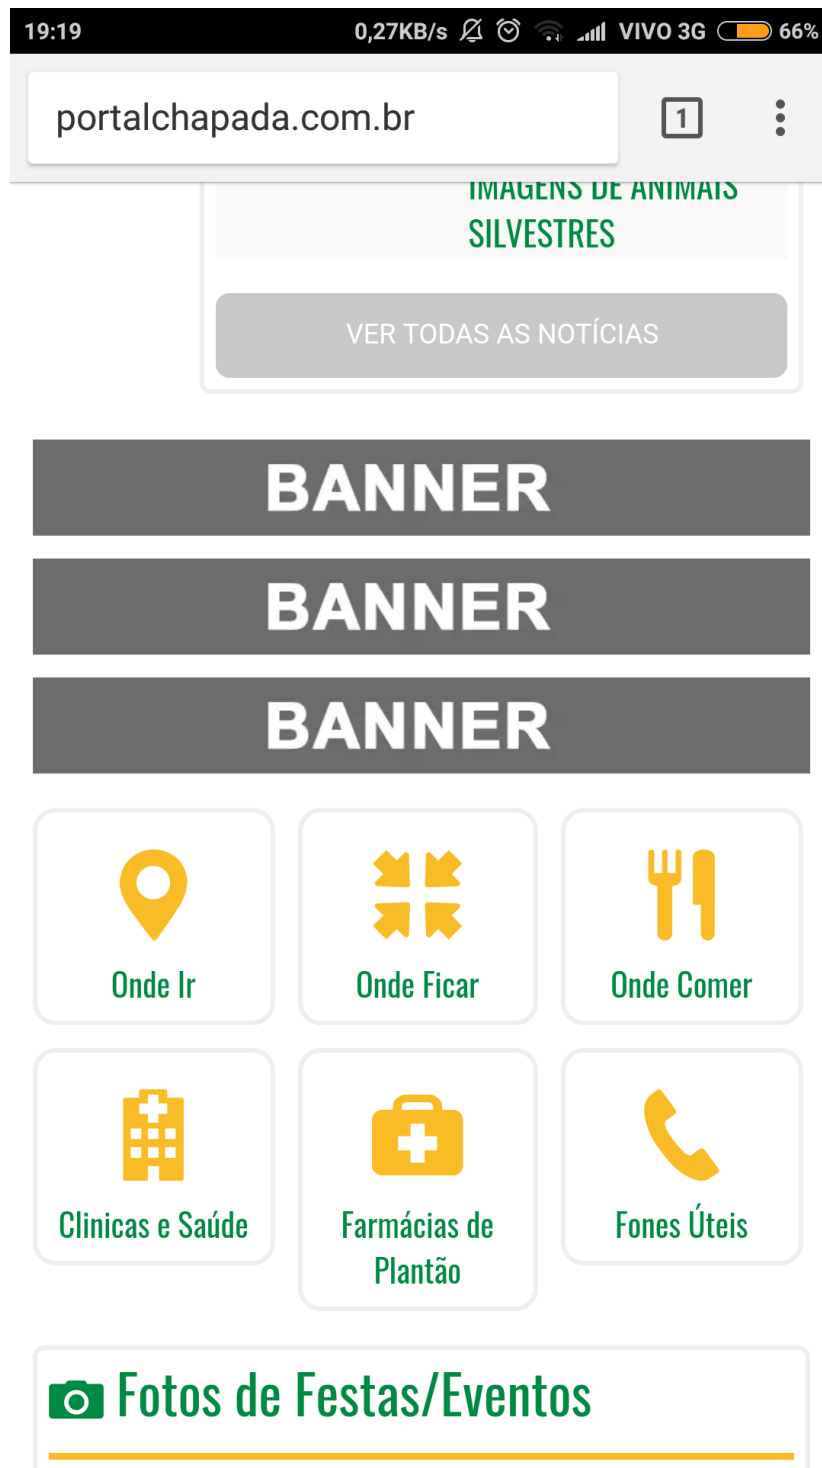 19:19 0,27KB/s VIVO 3G 66%
portalchapada.com.br 1
IMAGENS DE ANIMAIS
SILVESTRES
VER TODAS AS NOTÍCIAS
BANNER
BANNER
BANNER
Onde Ir Onde Ficar Onde Comer
Clinicas e Saúde Farmácias de Fones Úteis
Plantão
Fotos de Festas/Eventos